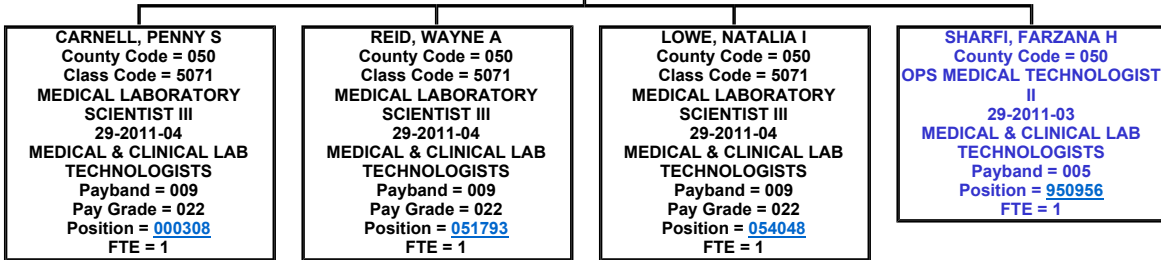 CARNELL, PENNY S
County Code = 050
Class Code = 5071
MEDICAL LABORATORY
SCIENTIST III
29-2011-04
MEDICAL & CLINICAL LAB
TECHNOLOGISTS
Payband = 009
Pay Grade = 022
Position = 000308
FTE = 1
REID, WAYNE A
County Code = 050
Class Code = 5071
MEDICAL LABORATORY
SCIENTIST III
29-2011-04
MEDICAL & CLINICAL LAB
TECHNOLOGISTS
Payband = 009
Pay Grade = 022
Position = 051793
FTE = 1
LOWE, NATALIA I
County Code = 050
Class Code = 5071
MEDICAL LABORATORY
SCIENTIST III
29-2011-04
MEDICAL & CLINICAL LAB
TECHNOLOGISTS
Payband = 009
Pay Grade = 022
Position = 054048
FTE = 1
SHARFI, FARZANA H
County Code = 050
OPS MEDICAL TECHNOLOGIST
II
29-2011-03
MEDICAL & CLINICAL LAB
TECHNOLOGISTS
Payband = 005
Position = 950956
FTE = 1